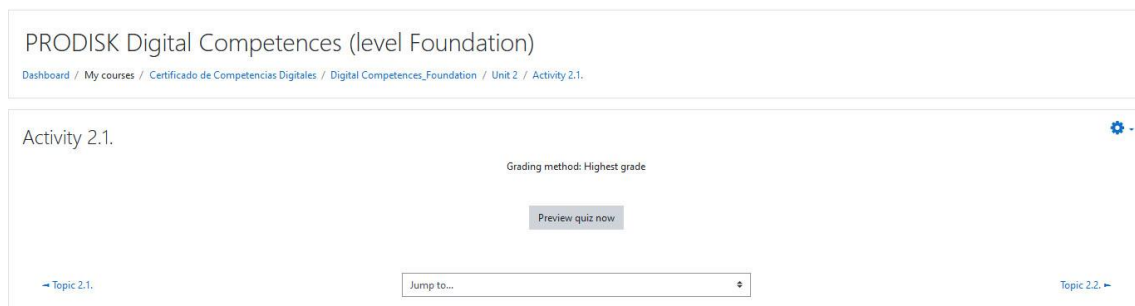 PRODISK Digital Competences (level Foundation)
Dashboard / My courses / Certificado de Competencias Digitales / Digital Competences_Foundation / Unit 2 / Activity 2.1.
Activity 2.1.
Grading method: Highest grade
Preview quiz now
◄ Topic 2.1.
Jump to...
Topic 2.2. ►